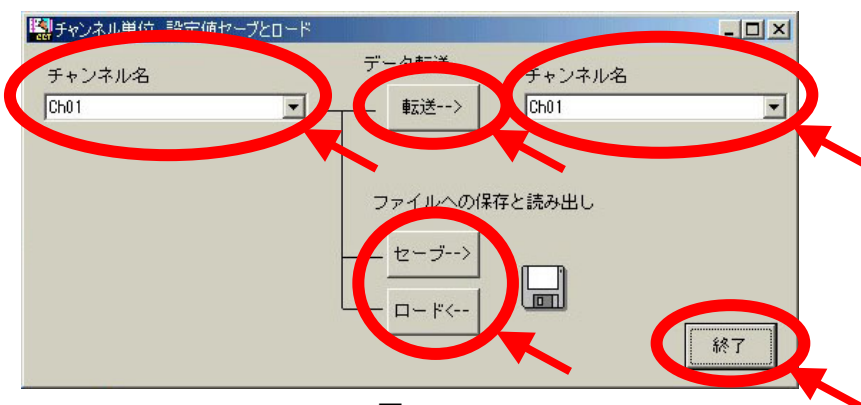 チャンネル単位 設定値セーブとロード
チャンネル名
Ch01
データ転送
転送-->
チャンネル名
Ch01
ファイルへの保存と読み出し
セーブ-->
ロード<--
終了